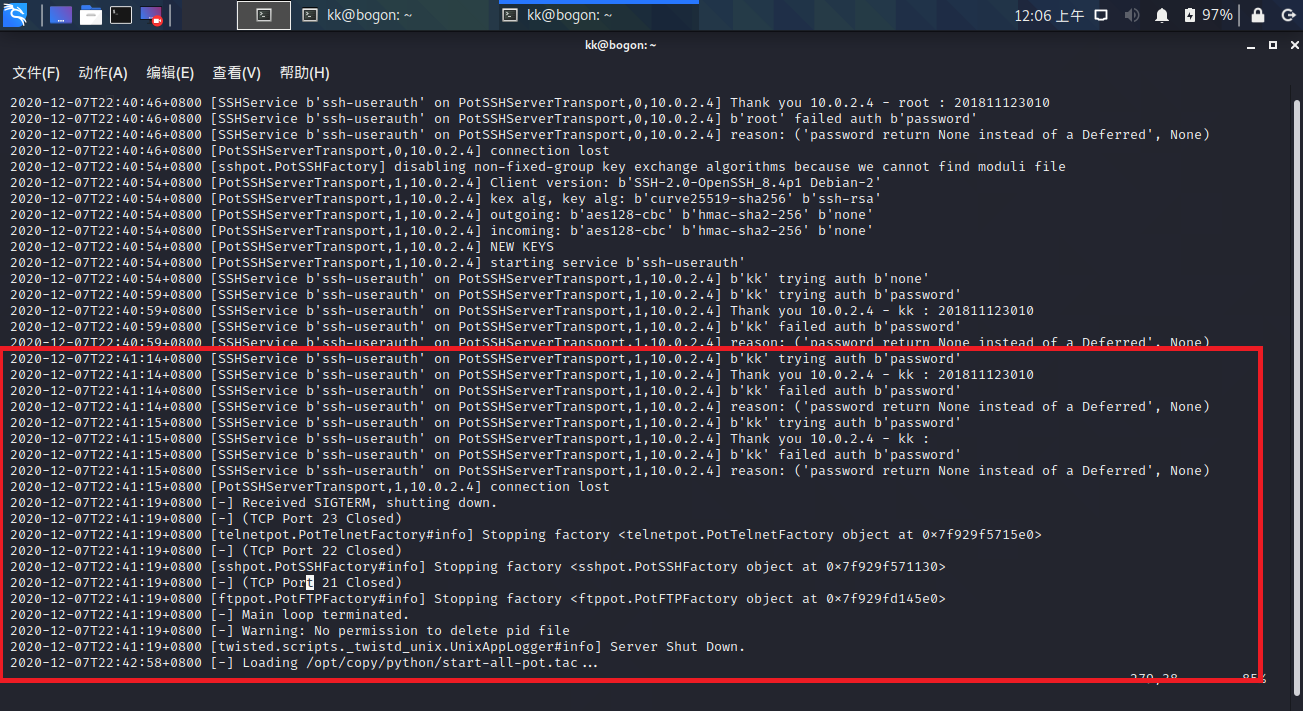 kk@bogon: ~
kk@bogon: ~
12:06 上午
97%
kk@bogon: ~
文件(F) 动作(A) 编辑(E) 查看(V) 帮助(H)
2020-12-07T22:40:46+0800 [SSHService b'ssh-userauth' on PotSSHServerTransport,0,10.0.2.4] Thank you 10.0.2.4 - root : 201811123010
2020-12-07T22:40:46+0800 [SSHService b'ssh-userauth' on PotSSHServerTransport,0,10.0.2.4] b'root' failed auth b'password'
2020-12-07T22:40:46+0800 [SSHService b'ssh-userauth' on PotSSHServerTransport,0,10.0.2.4] reason: ('password return None instead of a Deferred', None)
2020-12-07T22:40:46+0800 [PotSSHServerTransport,0,10.0.2.4] connection lost
2020-12-07T22:40:54+0800 [sshpot.PotSSHFactory] disabling non-fixed-group key exchange algorithms because we cannot find moduli file
2020-12-07T22:40:54+0800 [PotSSHServerTransport,1,10.0.2.4] Client version: b'SSH-2.0-OpenSSH_8.4p1 Debian-2'
2020-12-07T22:40:54+0800 [PotSSHServerTransport,1,10.0.2.4] kex alg, key alg: b'curve25519-sha256' b'ssh-rsa'
2020-12-07T22:40:54+0800 [PotSSHServerTransport,1,10.0.2.4] outgoing: b'aes128-cbc' b'hmac-sha2-256' b'none'
2020-12-07T22:40:54+0800 [PotSSHServerTransport,1,10.0.2.4] incoming: b'aes128-cbc' b'hmac-sha2-256' b'none'
2020-12-07T22:40:54+0800 [PotSSHServerTransport,1,10.0.2.4] NEW KEYS
2020-12-07T22:40:54+0800 [PotSSHServerTransport,1,10.0.2.4] starting service b'ssh-userauth'
2020-12-07T22:40:54+0800 [SSHService b'ssh-userauth' on PotSSHServerTransport,1,10.0.2.4] b'kk' trying auth b'none'
2020-12-07T22:40:59+0800 [SSHService b'ssh-userauth' on PotSSHServerTransport,1,10.0.2.4] b'kk' trying auth b'password'
2020-12-07T22:40:59+0800 [SSHService b'ssh-userauth' on PotSSHServerTransport,1,10.0.2.4] Thank you 10.0.2.4 - kk : 201811123010
2020-12-07T22:40:59+0800 [SSHService b'ssh-userauth' on PotSSHServerTransport,1,10.0.2.4] b'kk' failed auth b'password'
2020-12-07T22:40:59+0800 [SSHService b'ssh-userauth' on PotSSHServerTransport,1,10.0.2.4] reason: ('password return None instead of a Deferred', None)
2020-12-07T22:41:14+0800 [SSHService b'ssh-userauth' on PotSSHServerTransport,1,10.0.2.4] b'kk' trying auth b'password'
2020-12-07T22:41:14+0800 [SSHService b'ssh-userauth' on PotSSHServerTransport,1,10.0.2.4] Thank you 10.0.2.4 - kk : 201811123010
2020-12-07T22:41:14+0800 [SSHService b'ssh-userauth' on PotSSHServerTransport,1,10.0.2.4] b'kk' failed auth b'password'
2020-12-07T22:41:14+0800 [SSHService b'ssh-userauth' on PotSSHServerTransport,1,10.0.2.4] reason: ('password return None instead of a Deferred', None)
2020-12-07T22:41:15+0800 [SSHService b'ssh-userauth' on PotSSHServerTransport,1,10.0.2.4] b'kk' trying auth b'password'
2020-12-07T22:41:15+0800 [SSHService b'ssh-userauth' on PotSSHServerTransport,1,10.0.2.4] Thank you 10.0.2.4 - kk :
2020-12-07T22:41:15+0800 [SSHService b'ssh-userauth' on PotSSHServerTransport,1,10.0.2.4] b'kk' failed auth b'password'
2020-12-07T22:41:15+0800 [SSHService b'ssh-userauth' on PotSSHServerTransport,1,10.0.2.4] reason: ('password return None instead of a Deferred', None)
2020-12-07T22:41:15+0800 [PotSSHServerTransport,1,10.0.2.4] connection lost
2020-12-07T22:41:19+0800 [-] Received SIGTERM, shutting down.
2020-12-07T22:41:19+0800 [-] (TCP Port 23 Closed)
2020-12-07T22:41:19+0800 [telnetpot.PotTelnetFactory#info] Stopping factory <telnetpot.PotTelnetFactory object at 0×7f929f5715e0>
2020-12-07T22:41:19+0800 [-] (TCP Port 22 Closed)
2020-12-07T22:41:19+0800 [sshpot.PotSSHFactory#info] Stopping factory <sshpot.PotSSHFactory object at 0×7f929f571130>
2020-12-07T22:41:19+0800 [-] (TCP Port 21 Closed)
2020-12-07T22:41:19+0800 [ftppot.PotFTPFactory#info] Stopping factory <ftppot.PotFTPFactory object at 0×7f929fd145e0>
2020-12-07T22:41:19+0800 [-] Main loop terminated.
2020-12-07T22:41:19+0800 [-] Warning: No permission to delete pid file
2020-12-07T22:41:19+0800 [twisted.scripts._twistd_unix.UnixAppLogger#info] Server Shut Down.
2020-12-07T22:42:58+0800 [-] Loading /opt/copy/python/start-all-pot.tac...
279,38 85%